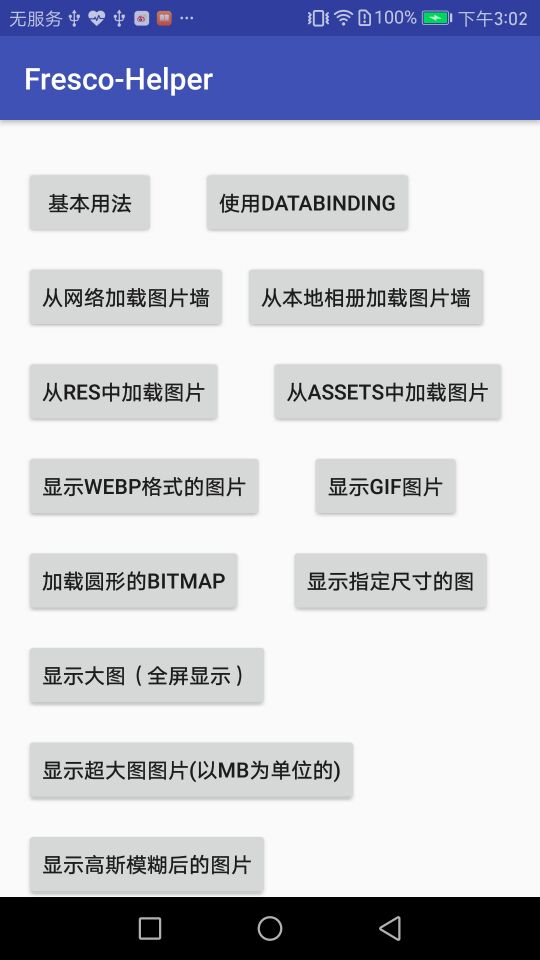 无服务 100% 下午3:02
Fresco-Helper
基本用法 使用DATABINDING
从网络加载图片墙 从本地相册加载图片墙
从RES中加载图片 从ASSETS中加载图片
显示WEBP格式的图片 显示GIF图片
加载圆形的BITMAP 显示指定尺寸的图
显示大图（全屏显示）
显示超大图图片(以MB为单位的)
显示高斯模糊后的图片